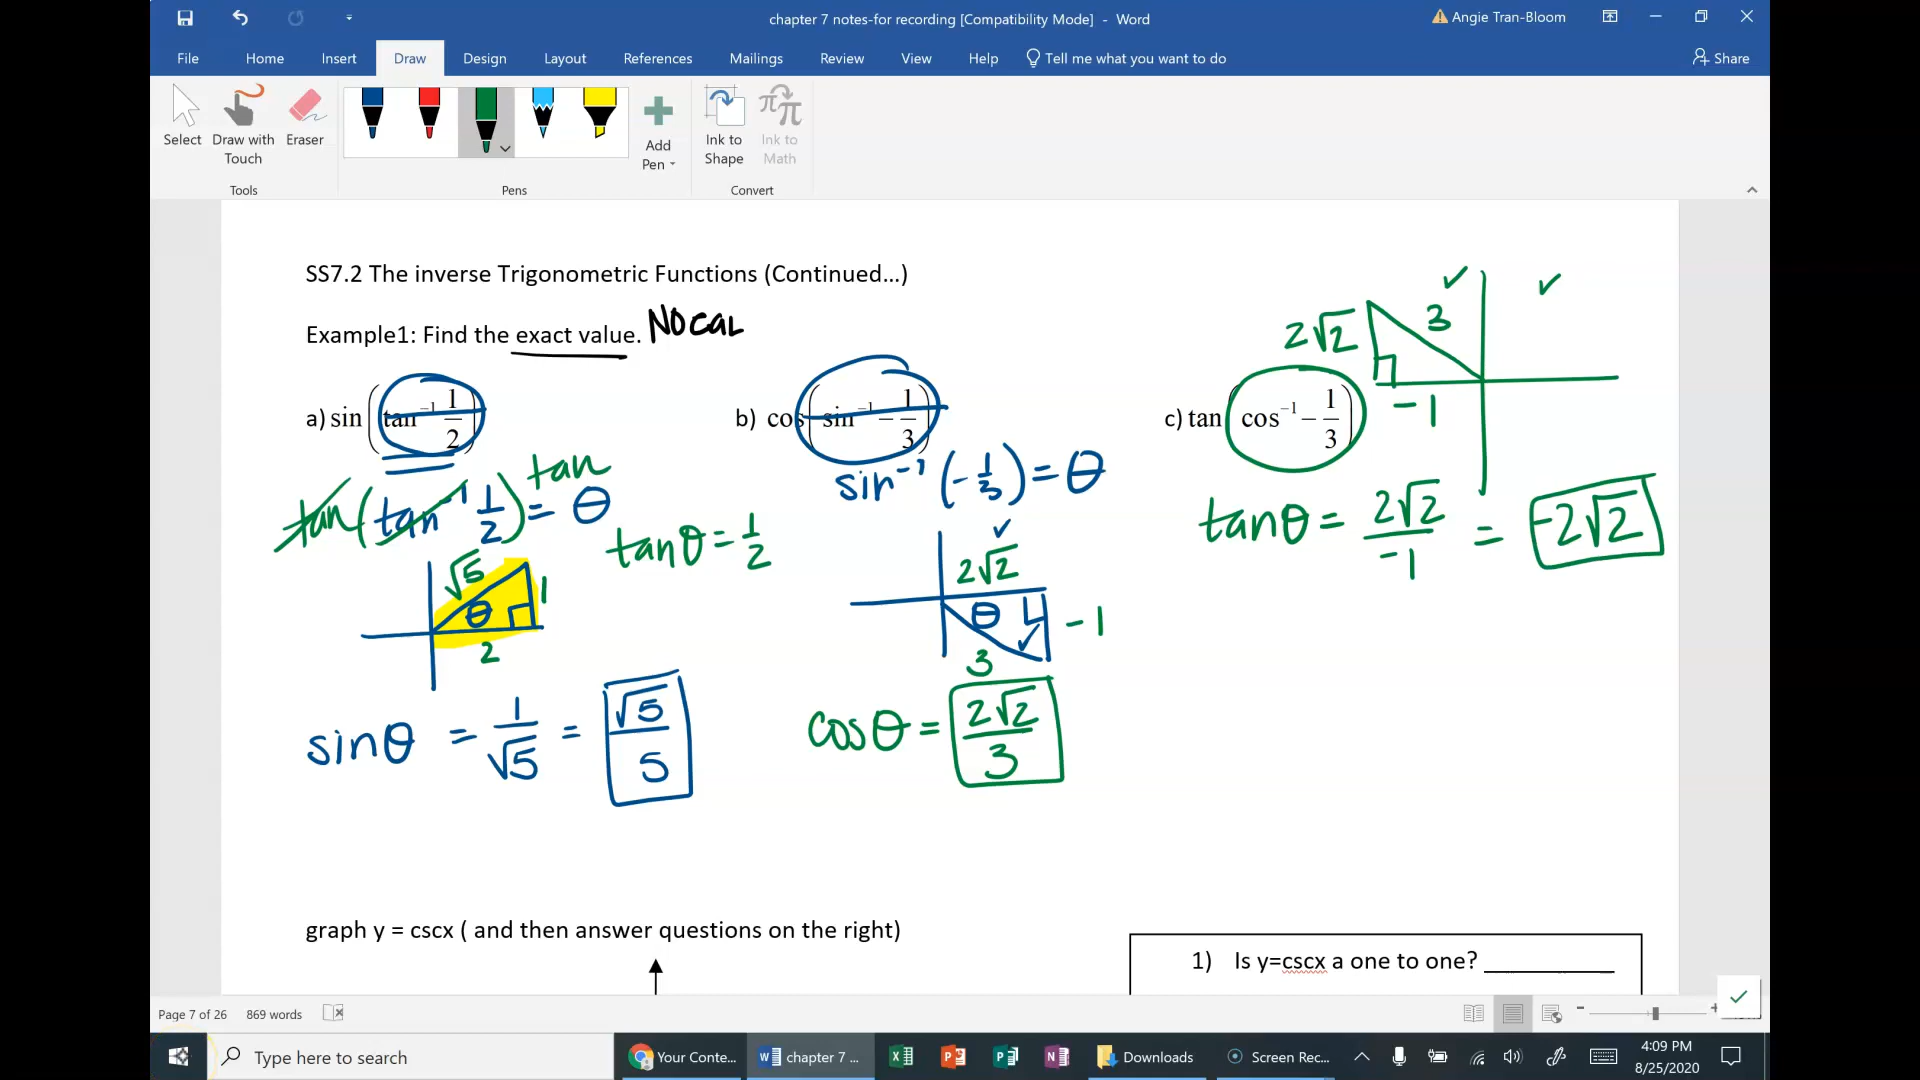 chapter 7 notes-for recording [Compatibility Mode] - Word
Angie Tran-Bloom
File Home Insert Draw Design Layout References Mailings Review View Help Tell me what you want to do Share
Select Draw with Touch Eraser Add Pen Ink to Shape Ink to Math
Tools Pens Convert
SS7.2 The inverse Trigonometric Functions (Continued…)
Example1: Find the exact value. NO CAL
a) sin(tan⁻¹ 1/2)
b) cos(sin⁻¹ − 1/3)
c) tan(cos⁻¹ − 1/3)
2√2 3
-1
tan(tan⁻¹ 1/2) = θ tan
tanθ = 1/2
√5 θ 1
2
sinθ = 1/√5 = √5/5
sin⁻¹(-1/3) = θ
2√2
θ -1
3
cosθ = 2√2/3
tanθ = 2√2/-1 = -2√2
graph y = cscx ( and then answer questions on the right)
1) Is y=cscx a one to one? ___________
Page 7 of 26 869 words
Type here to search
Your Conte... chapter 7 ... Downloads Screen Rec...
4:09 PM
8/25/2020